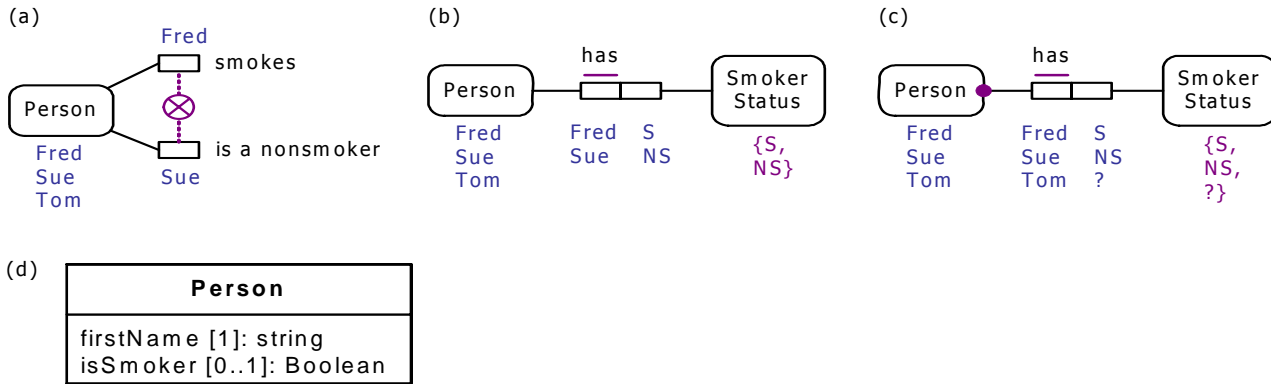 (a)
Fred
smokes
Person
is a nonsmoker
Fred
Sue
Tom
Sue
(b)
has
Person
Smoker
Status
Fred
Sue
Tom
Fred S
Sue NS
{S,
NS}
(c)
has
Person
Smoker
Status
Fred
Sue
Tom
Fred S
Sue NS
Tom ?
{S,
NS,
?}
(d)
Person
firstName [1]: string
isSmoker [0..1]: Boolean